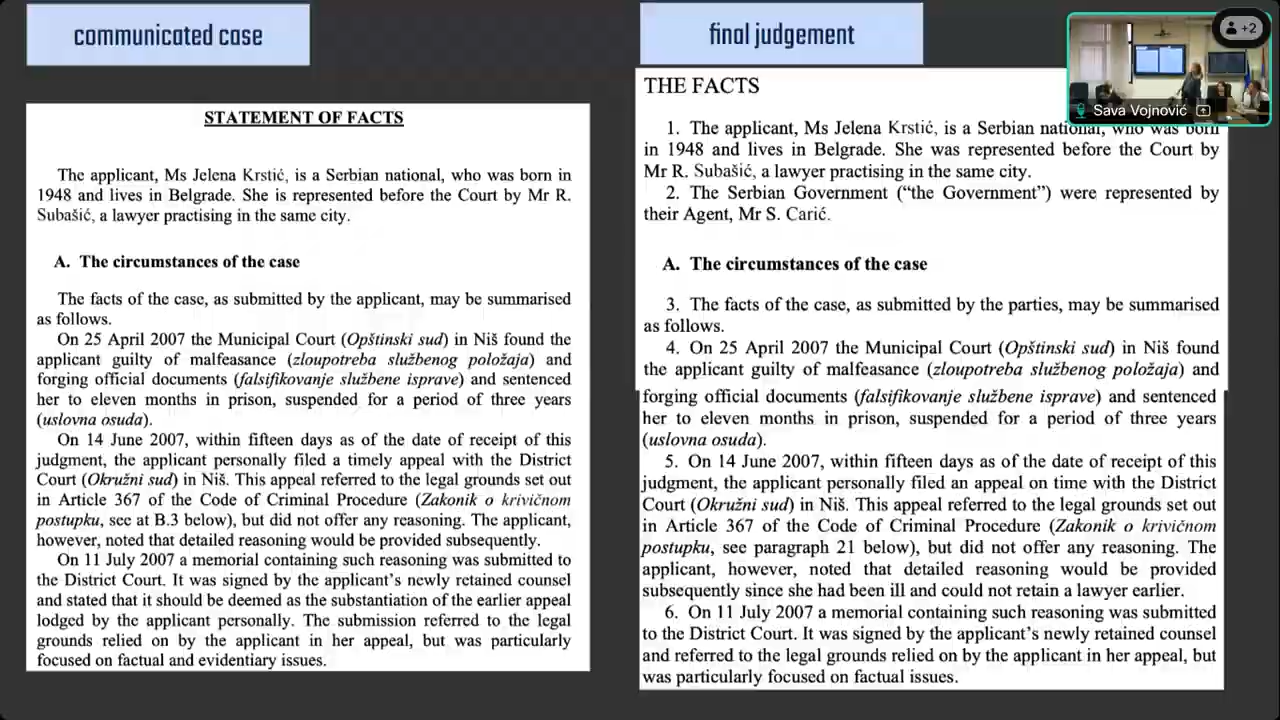 communicated case
STATEMENT OF FACTS
The applicant, Ms Jelena Krstić, is a Serbian national, who was born in
1948 and lives in Belgrade. She is represented before the Court by Mr R.
Subašić, a lawyer practising in the same city.
A. The circumstances of the case
The facts of the case, as submitted by the applicant, may be summarised
as follows.
On 25 April 2007 the Municipal Court (Opštinski sud) in Niš found the
applicant guilty of malfeasance (zloupotreba službenog položaja) and
forging official documents (falsifikovanje službene isprave) and sentenced
her to eleven months in prison, suspended for a period of three years
(uslovna osuda).
On 14 June 2007, within fifteen days as of the date of receipt of this
judgment, the applicant personally filed a timely appeal with the District
Court (Okružni sud) in Niš. This appeal referred to the legal grounds set out
in Article 367 of the Code of Criminal Procedure (Zakonik o krivičnom
postupku, see at B.3 below), but did not offer any reasoning. The applicant,
however, noted that detailed reasoning would be provided subsequently.
On 11 July 2007 a memorial containing such reasoning was submitted to
the District Court. It was signed by the applicant's newly retained counsel
and stated that it should be deemed as the substantiation of the earlier appeal
lodged by the applicant personally. The submission referred to the legal
grounds relied on by the applicant in her appeal, but was particularly
focused on factual and evidentiary issues.
final judgement
THE FACTS
1. The applicant, Ms Jelena Krstić, is a Serbian national, who was born
in 1948 and lives in Belgrade. She was represented before the Court by
Mr R. Subašić, a lawyer practising in the same city.
2. The Serbian Government (“the Government”) were represented by
their Agent, Mr S. Carić.
A. The circumstances of the case
3. The facts of the case, as submitted by the parties, may be summarised
as follows.
4. On 25 April 2007 the Municipal Court (Opštinski sud) in Niš found
the applicant guilty of malfeasance (zloupotreba službenog položaja) and
forging official documents (falsifikovanje službene isprave) and sentenced
her to eleven months in prison, suspended for a period of three years
(uslovna osuda).
5. On 14 June 2007, within fifteen days as of the date of receipt of this
judgment, the applicant personally filed an appeal on time with the District
Court (Okružni sud) in Niš. This appeal referred to the legal grounds set out
in Article 367 of the Code of Criminal Procedure (Zakonik o krivičnom
postupku, see paragraph 21 below), but did not offer any reasoning. The
applicant, however, noted that detailed reasoning would be provided
subsequently since she had been ill and could not retain a lawyer earlier.
6. On 11 July 2007 a memorial containing such reasoning was submitted
to the District Court. It was signed by the applicant's newly retained counsel
and referred to the legal grounds relied on by the applicant in her appeal, but
was particularly focused on factual issues.
+2
Sava Vojnović